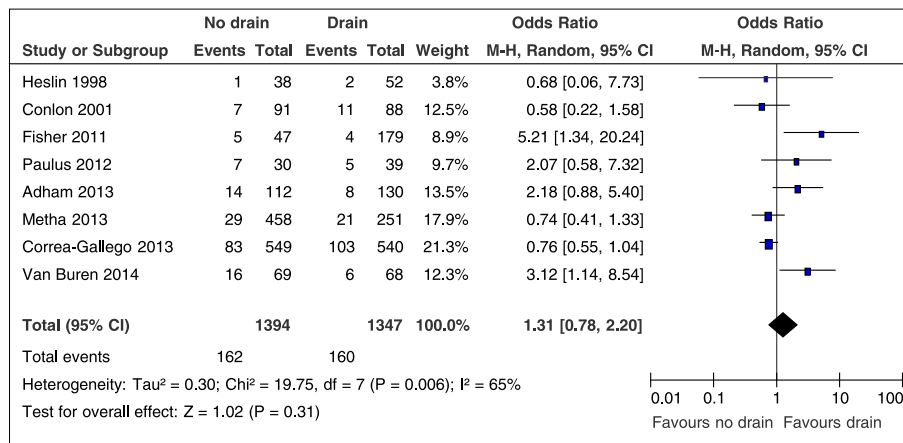 No drain Drain Odds Ratio Odds Ratio
Study or Subgroup Events Total Events Total Weight M-H, Random, 95% CI M-H, Random, 95% CI
Heslin 1998 1 38 2 52 3.8% 0.68 [0.06, 7.73]
Conlon 2001 7 91 11 88 12.5% 0.58 [0.22, 1.58]
Fisher 2011 5 47 4 179 8.9% 5.21 [1.34, 20.24]
Paulus 2012 7 30 5 39 9.7% 2.07 [0.58, 7.32]
Adham 2013 14 112 8 130 13.5% 2.18 [0.88, 5.40]
Metha 2013 29 458 21 251 17.9% 0.74 [0.41, 1.33]
Correa-Gallego 2013 83 549 103 540 21.3% 0.76 [0.55, 1.04]
Van Buren 2014 16 69 6 68 12.3% 3.12 [1.14, 8.54]
Total (95% CI) 1394 1347 100.0% 1.31 [0.78, 2.20]
Total events 162 160
Heterogeneity: Tau² = 0.30; Chi² = 19.75, df = 7 (P = 0.006); I² = 65%
Test for overall effect: Z = 1.02 (P = 0.31)
0.01 0.1 1 10 100
Favours no drain Favours drain